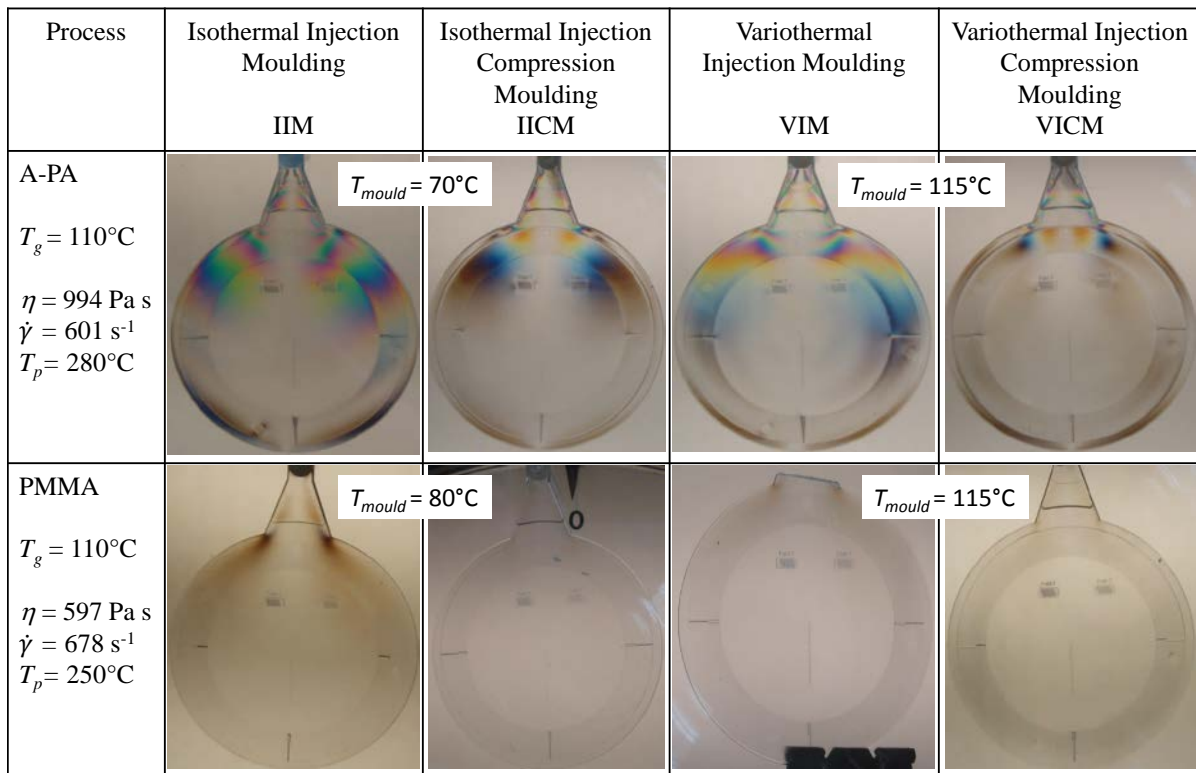 Process
Isothermal Injection
Moulding
IIM
Isothermal Injection
Compression
Moulding
IICM
Variothermal
Injection Moulding
VIM
Variothermal Injection
Compression
Moulding
VICM
A-PA
T_g = 110°C
η = 994 Pa s
γ̇ = 601 s⁻¹
T_p = 280°C
T_mould = 70°C
T_mould = 115°C
PMMA
T_g = 110°C
η = 597 Pa s
γ̇ = 678 s⁻¹
T_p = 250°C
T_mould = 80°C
0
T_mould = 115°C